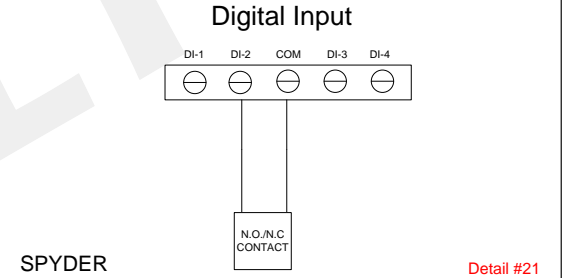 Digital Input
DI-1 DI-2 COM DI-3 DI-4
N.O./N.C
CONTACT
SPYDER
Detail #21